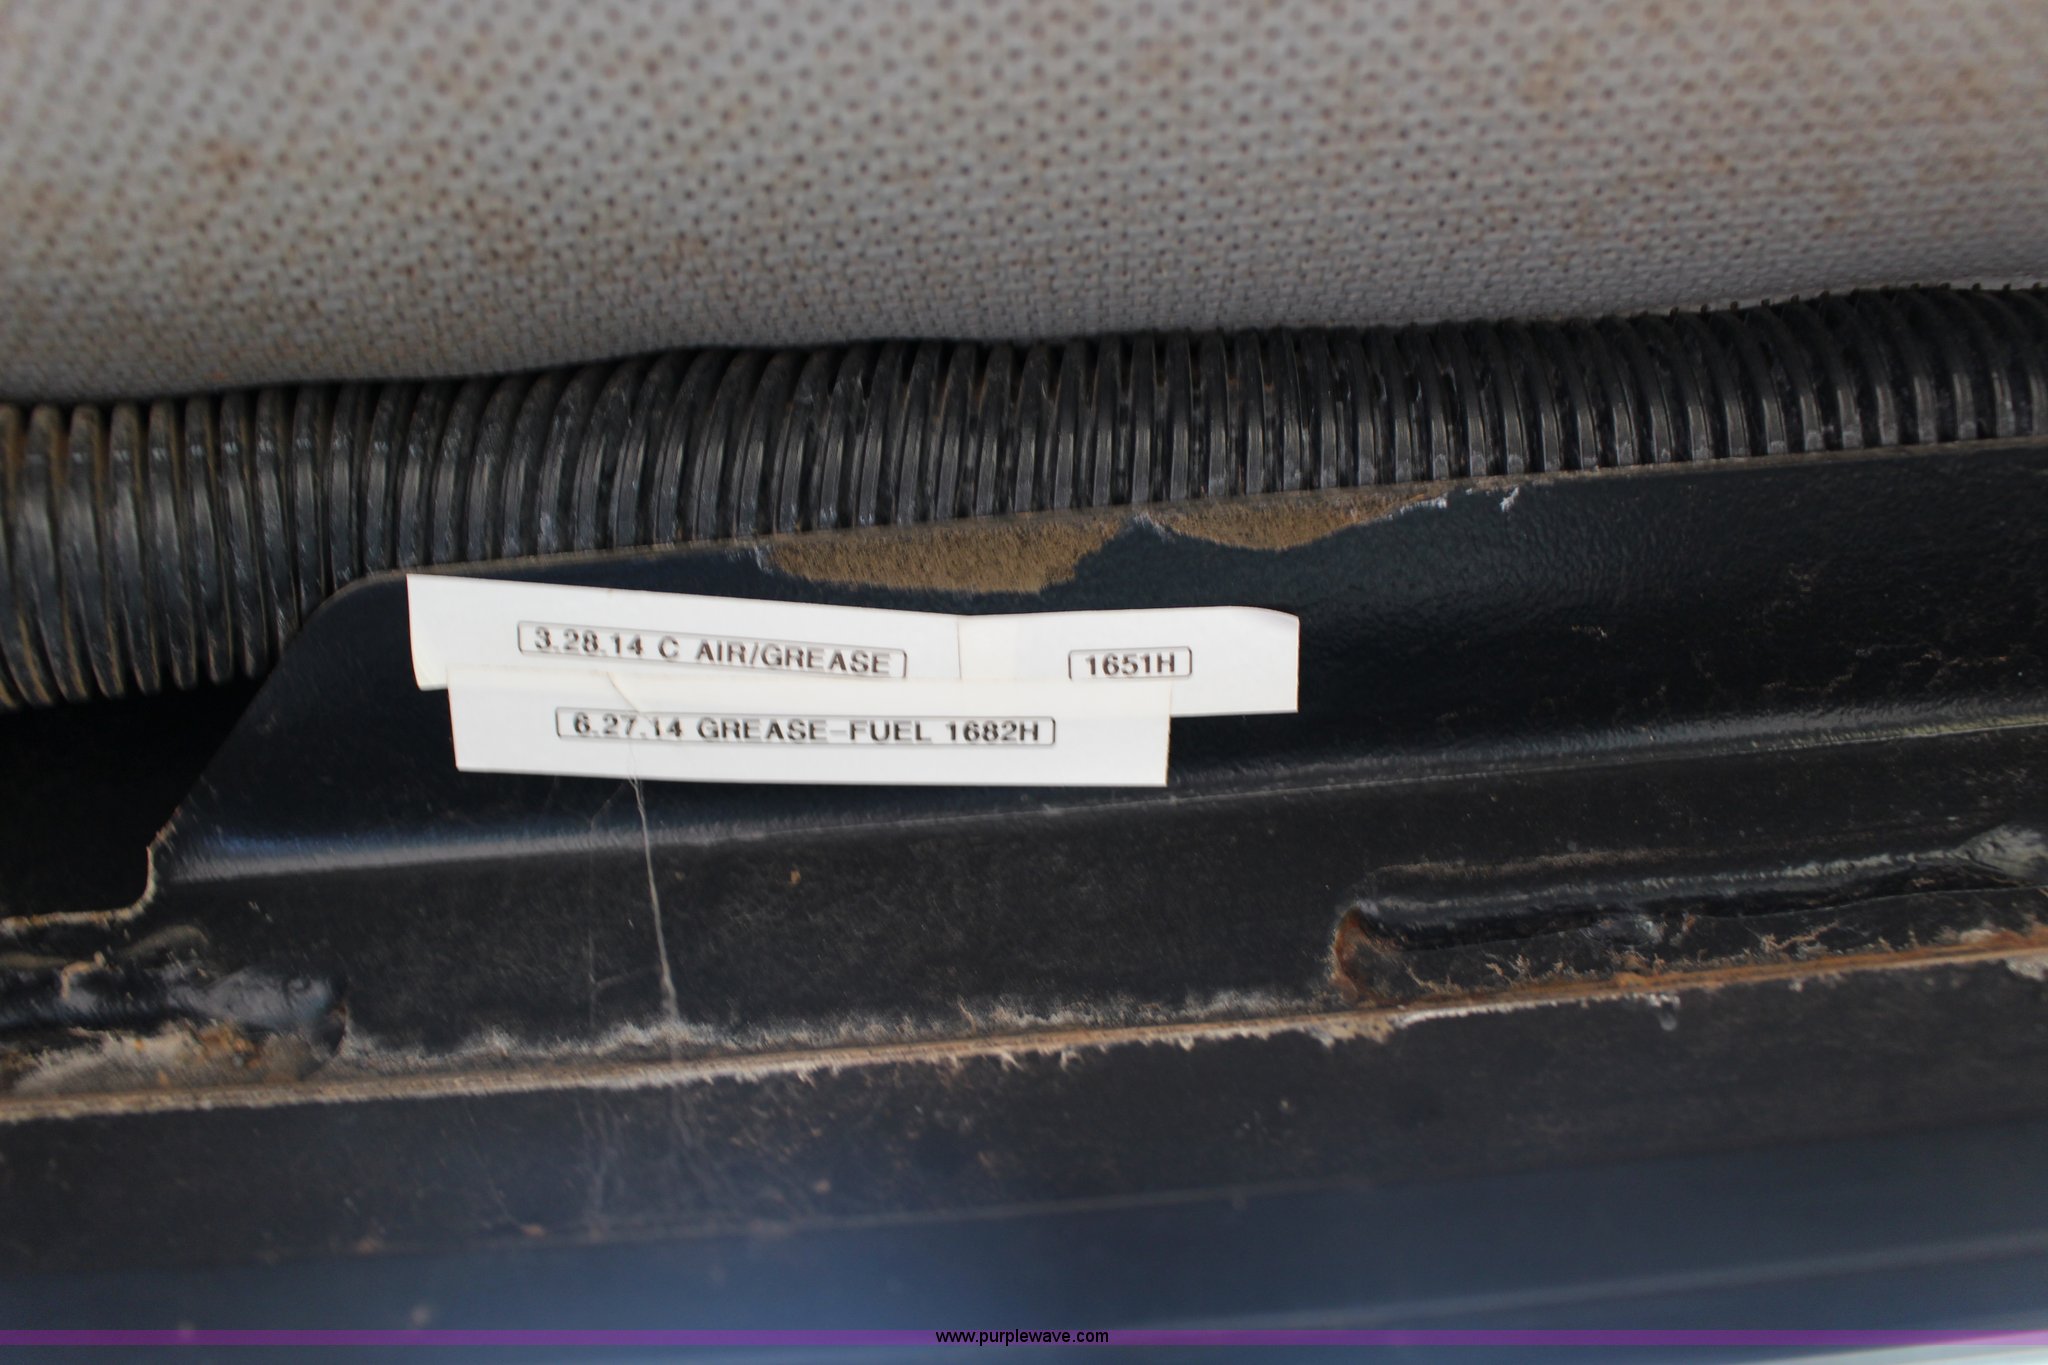 3.28.14 C AIR/GREASE 1651H
6.27.14 GREASE-FUEL 1682H
www.purplewave.com